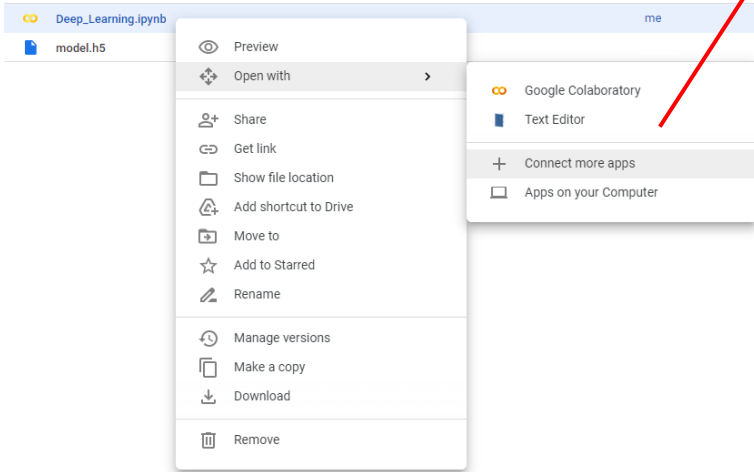 Deep_Learning.ipynb me
model.h5
Preview
Open with
Google Colaboratory
Text Editor
Connect more apps
Apps on your Computer
Share
Get link
Show file location
Add shortcut to Drive
Move to
Add to Starred
Rename
Manage versions
Make a copy
Download
Remove